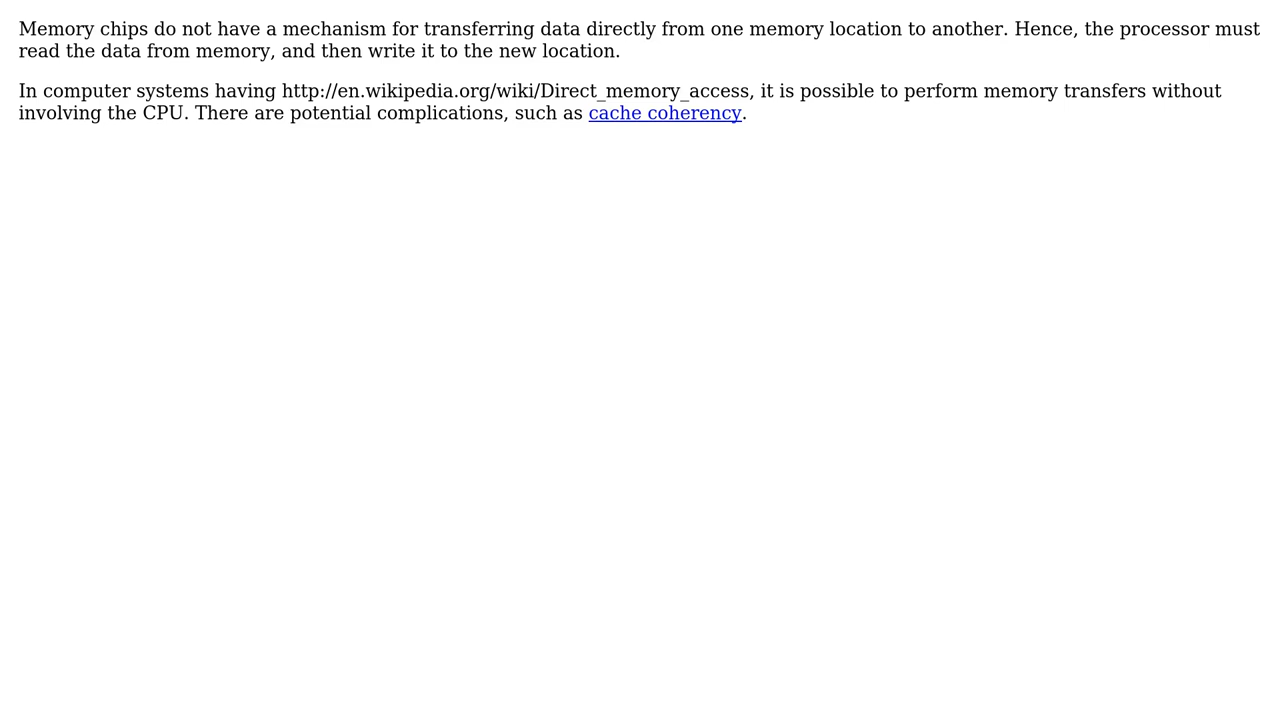 Memory chips do not have a mechanism for transferring data directly from one memory location to another. Hence, the processor must
read the data from memory, and then write it to the new location.
In computer systems having http://en.wikipedia.org/wiki/Direct_memory_access, it is possible to perform memory transfers without
involving the CPU. There are potential complications, such as cache coherency.